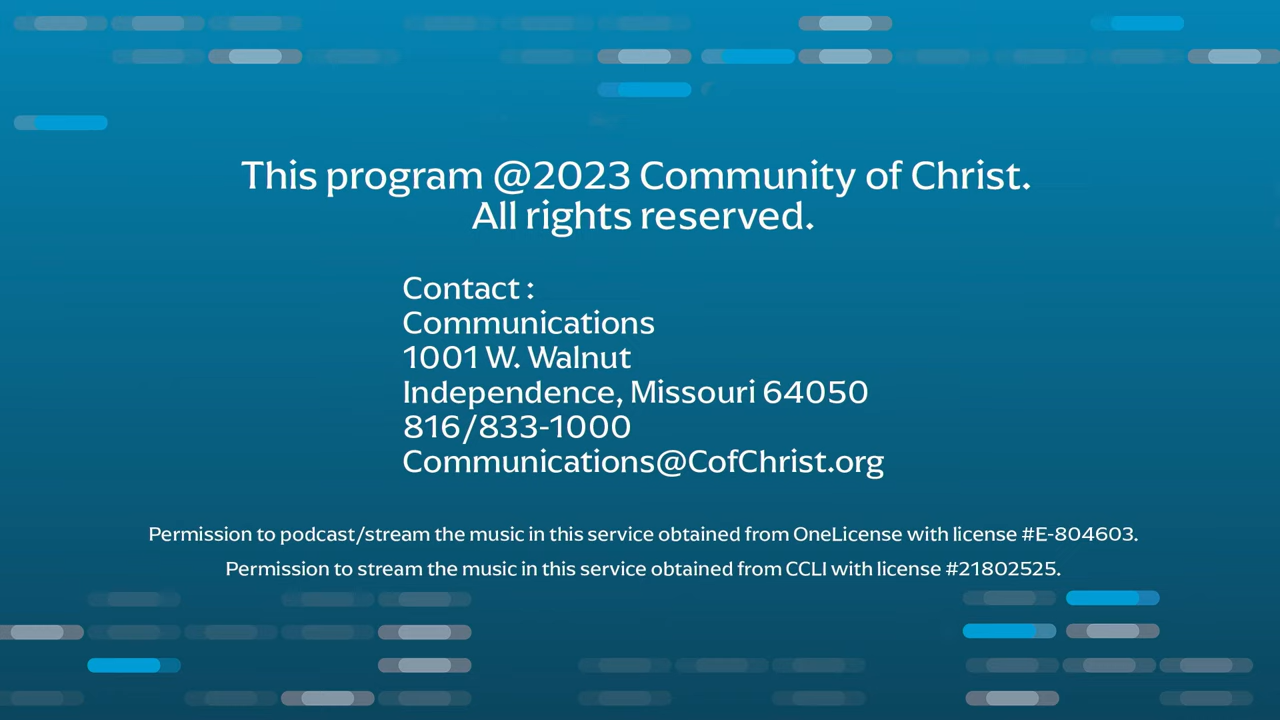 This program @2023 Community of Christ.
All rights reserved.
Contact :
Communications
1001 W. Walnut
Independence, Missouri 64050
816/833-1000
Communications@CofChrist.org
Permission to podcast/stream the music in this service obtained from OneLicense with license #E-804603.
Permission to stream the music in this service obtained from CCLI with license #21802525.